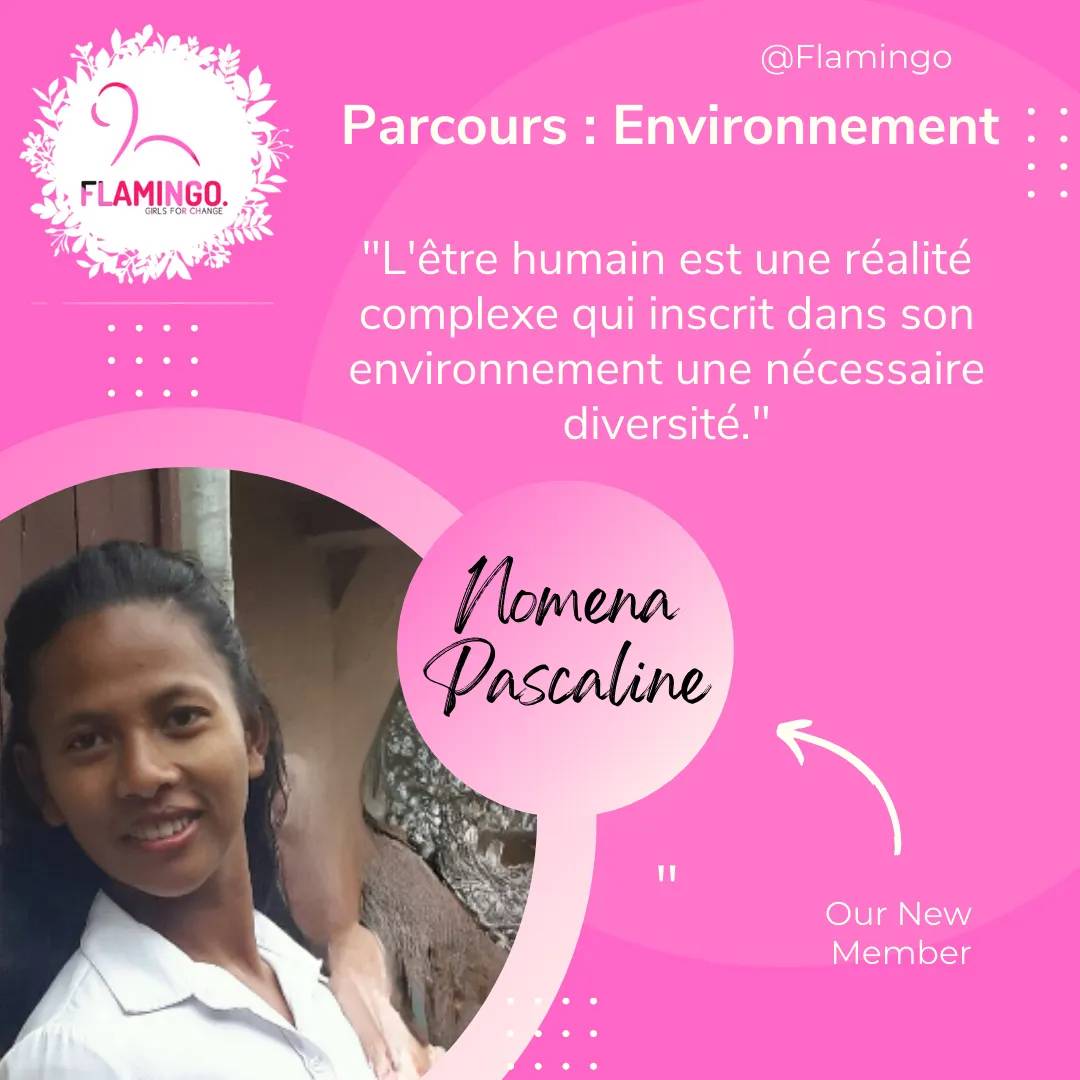 @Flamingo
FLAMINGO.
GIRLS FOR CHANGE
Parcours : Environnement
"L'être humain est une réalité
complexe qui inscrit dans son
environnement une nécessaire
diversité."
Nomena
Pascaline
"
Our New
Member